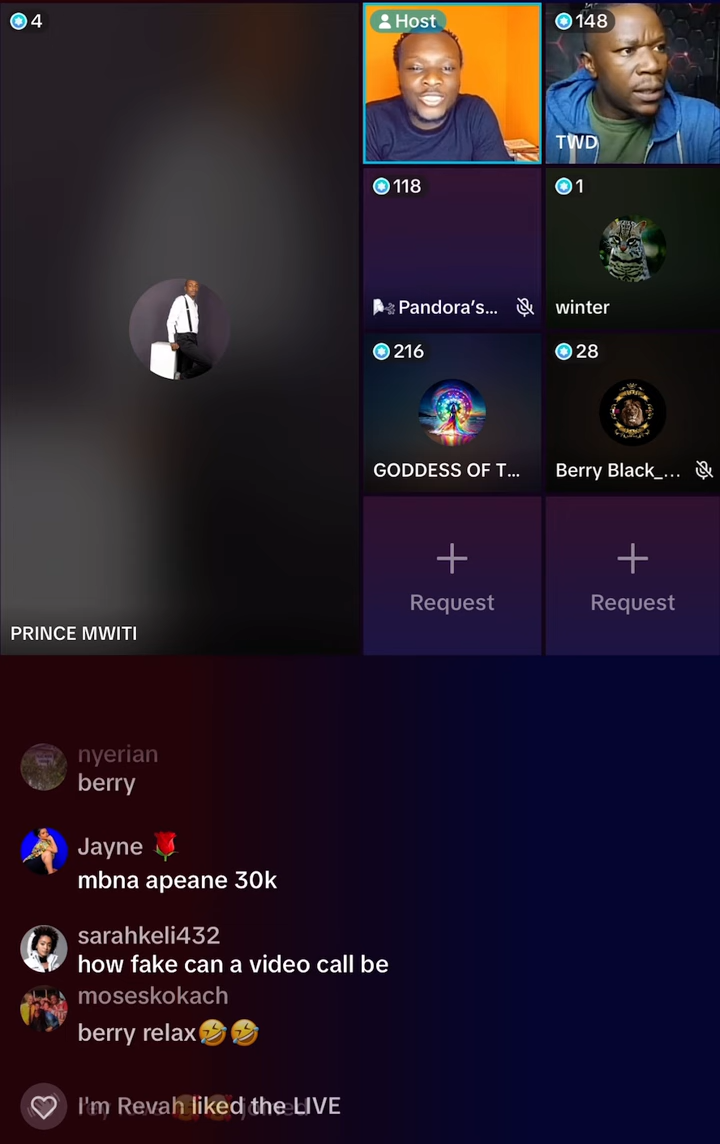 4
Host
148
TWD
118
Pandora's...
1
winter
216
GODDESS OF T...
28
Berry Black_...
Request
Request
PRINCE MWITI
nyerian
berry
Jayne 🌹
mbna apeane 30k
sarahkeli432
how fake can a video call be
moseskokach
berry relax🤣🤣
I'm Revah liked the LIVE